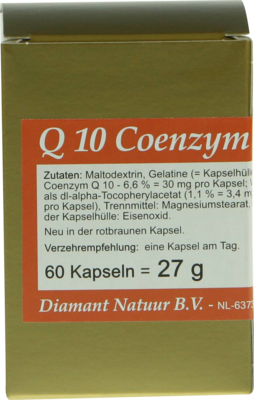 Q 10 Coenzym
Zutaten: Maltodextrin, Gelatine (= Kapselhülle
Coenzym Q 10 - 6,6 % = 30 mg pro Kapsel;
als dl-alpha-Tocopherylacetat (1,1 % = 3,4 m
pro Kapsel), Trennmittel: Magnesiumstearat.
der Kapselhülle: Eisenoxid.
Neu in der rotbraunen Kapsel.
Verzehrempfehlung: eine Kapsel am Tag.
60 Kapseln = 27 g
Diamant Natuur B.V. - NL-637